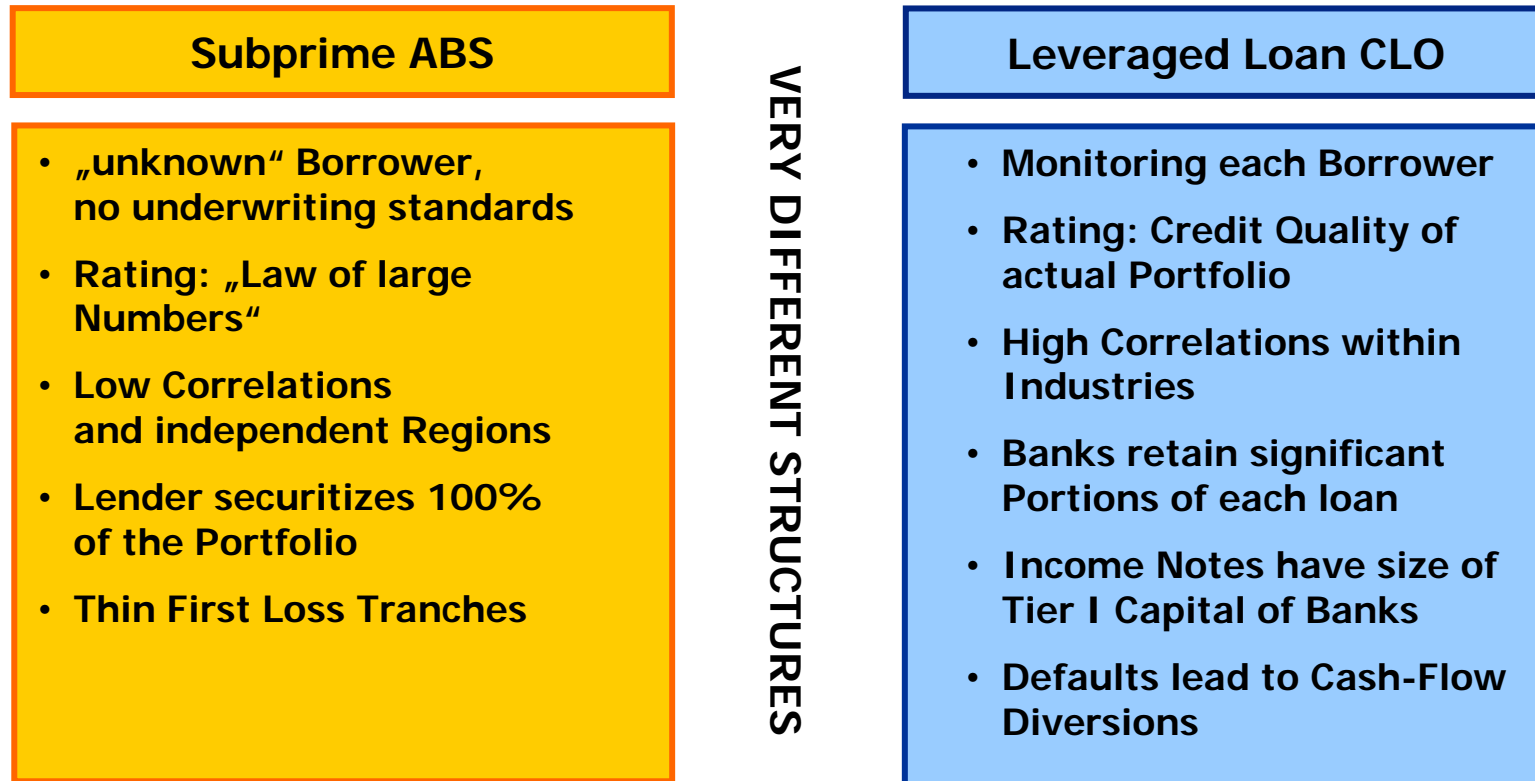 Subprime ABS
• „unknown“ Borrower,
no underwriting standards
• Rating: „Law of large
Numbers“
• Low Correlations
and independent Regions
• Lender securitizes 100%
of the Portfolio
• Thin First Loss Tranches
VERY DIFFERENT STRUCTURES
Leveraged Loan CLO
• Monitoring each Borrower
• Rating: Credit Quality of
actual Portfolio
• High Correlations within
Industries
• Banks retain significant
Portions of each loan
• Income Notes have size of
Tier I Capital of Banks
• Defaults lead to Cash-Flow
Diversions